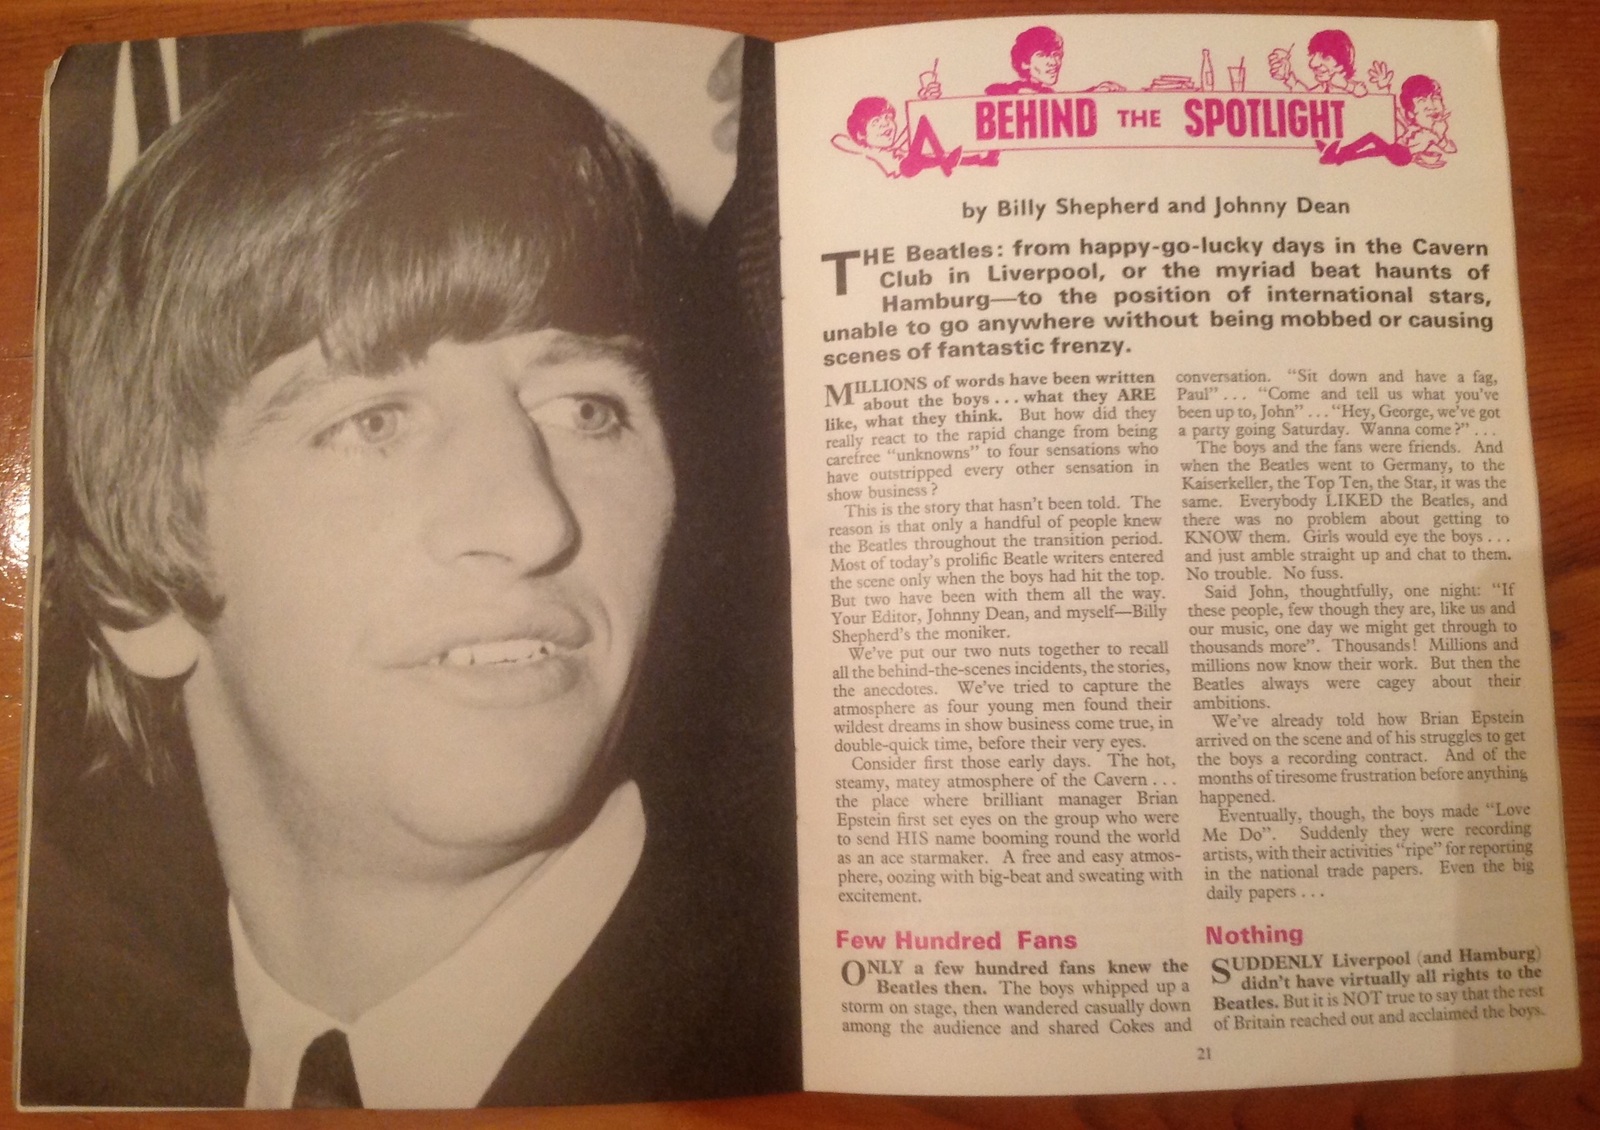 BEHIND THE SPOTLIGHT
by Billy Shepherd and Johnny Dean
THE Beatles: from happy-go-lucky days in the Cavern
Club in Liverpool, or the myriad beat haunts of
Hamburg—to the position of international stars,
unable to go anywhere without being mobbed or causing
scenes of fantastic frenzy.
MILLIONS of words have been written
about the boys . . . what they ARE
like, what they think. But how did they
really react to the rapid change from being
carefree "unknowns" to four sensations who
have outstripped every other sensation in
show business?
This is the story that hasn't been told. The
reason is that only a handful of people knew
the Beatles throughout the transition period.
Most of today's prolific Beatle writers entered
the scene only when the boys had hit the top.
But two have been with them all the way.
Your Editor, Johnny Dean, and myself—Billy
Shepherd's the moniker.
We've put our two nuts together to recall
all the behind-the-scenes incidents, the stories,
the anecdotes. We've tried to capture the
atmosphere as four young men found their
wildest dreams in show business come true, in
double-quick time, before their very eyes.
Consider first those early days. The hot,
steamy, matey atmosphere of the Cavern . . .
the place where brilliant manager Brian
Epstein first set eyes on the group who were
to send HIS name booming round the world
as an ace starmaker. A free and easy atmos-
phere, oozing with big-beat and sweating with
excitement.
Few Hundred Fans
ONLY a few hundred fans knew the
Beatles then. The boys whipped up a
storm on stage, then wandered casually down
among the audience and shared Cokes and
conversation. "Sit down and have a fag,
Paul" . . . "Come and tell us what you've
been up to, John" . . . "Hey, George, we've got
a party going Saturday. Wanna come?" . . .
The boys and the fans were friends. And
when the Beatles went to Germany, to the
Kaiserkeller, the Top Ten, the Star, it was the
same. Everybody LIKED the Beatles, and
there was no problem about getting to
KNOW them. Girls would eye the boys . . .
and just amble straight up and chat to them.
No trouble. No fuss.
Said John, thoughtfully, one night: "If
these people, few though they are, like us and
our music, one day we might get through to
thousands more". Thousands! Millions and
millions now know their work. But then the
Beatles always were cagey about their
ambitions.
We've already told how Brian Epstein
arrived on the scene and of his struggles to get
the boys a recording contract. And of the
months of tiresome frustration before anything
happened.
Eventually, though, the boys made "Love
Me Do". Suddenly they were recording
artists, with their activities "ripe" for reporting
in the national trade papers. Even the big
daily papers . . .
Nothing
SUDDENLY Liverpool (and Hamburg)
didn't have virtually all rights to the
Beatles. But it is NOT true to say that the rest
of Britain reached out and acclaimed the boys.
21